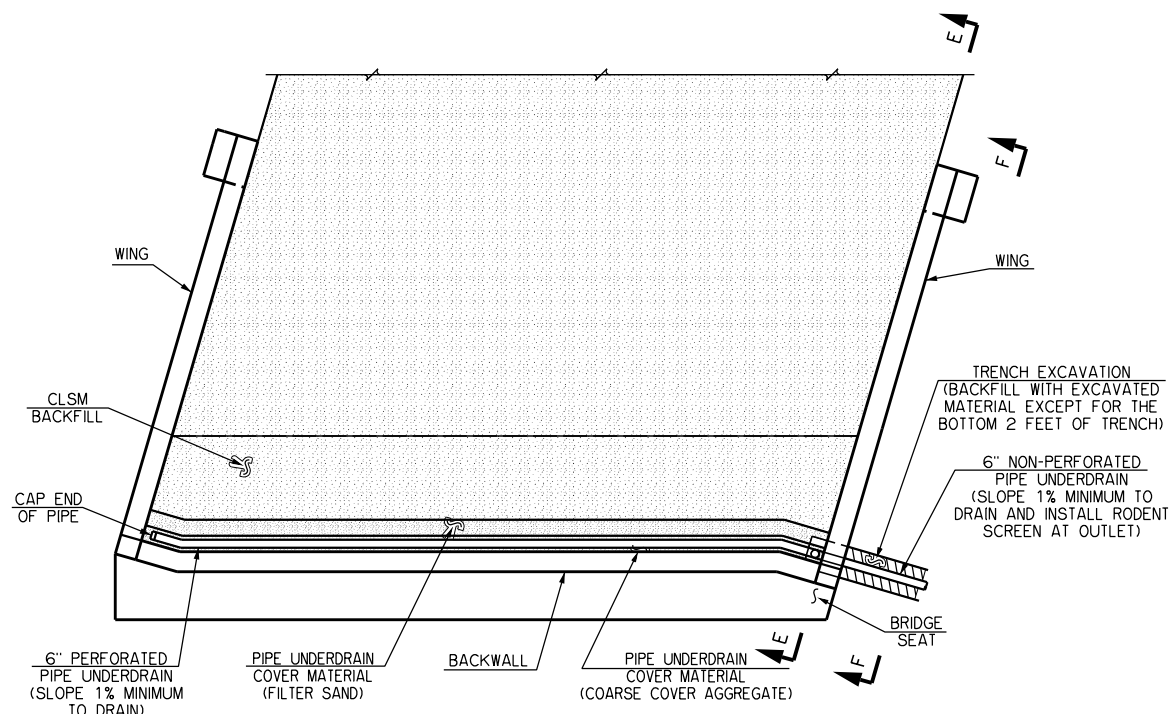 E
F
WING
WING
CLSM
BACKFILL
TRENCH EXCAVATION
(BACKFILL WITH EXCAVATED
MATERIAL EXCEPT FOR THE
BOTTOM 2 FEET OF TRENCH)
6" NON-PERFORATED
PIPE UNDERDRAIN
(SLOPE 1% MINIMUM TO
DRAIN AND INSTALL RODENT
SCREEN AT OUTLET)
CAP END
OF PIPE
BRIDGE
SEAT
E
F
6" PERFORATED
PIPE UNDERDRAIN
(SLOPE 1% MINIMUM
TO DRAIN)
PIPE UNDERDRAIN
COVER MATERIAL
(FILTER SAND)
BACKWALL
PIPE UNDERDRAIN
COVER MATERIAL
(COARSE COVER AGGREGATE)